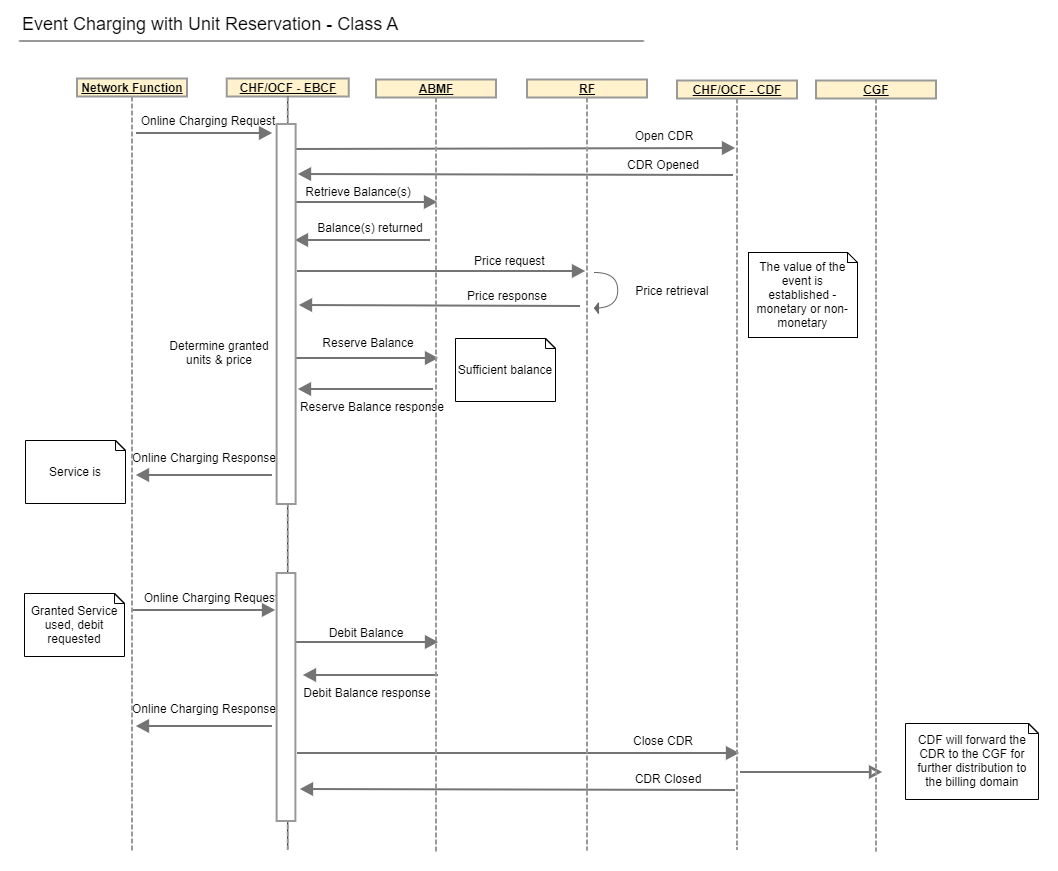 Event Charging with Unit Reservation - Class A
Network Function
CHF/OCF - EBCF
ABMF
RF
CHF/OCF - CDF
CGF
Online Charging Request
Open CDR
CDR Opened
Retrieve Balance(s)
Balance(s) returned
Price request
Price retrieval
Price response
The value of the
event is
established -
monetary or non-
monetary
Determine granted
units & price
Reserve Balance
Sufficient balance
Reserve Balance response
Service is
Online Charging Response
Online Charging Request
Granted Service
used, debit
requested
Debit Balance
Debit Balance response
Online Charging Response
Close CDR
CDR Closed
CDF will forward the
CDR to the CGF for
further distribution to
the billing domain